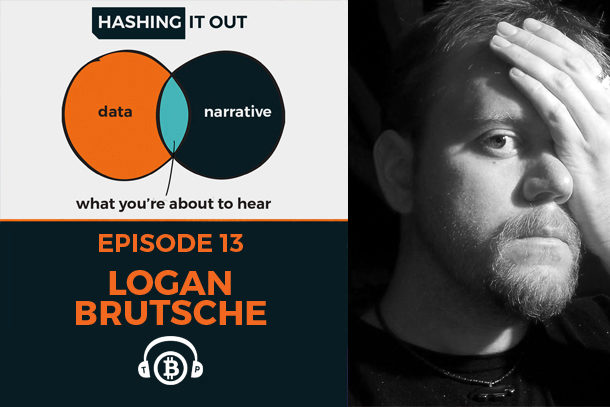 HASHING IT OUT
data
narrative
what you're about to hear
EPISODE 13
LOGAN
BRUTSCHE
T P